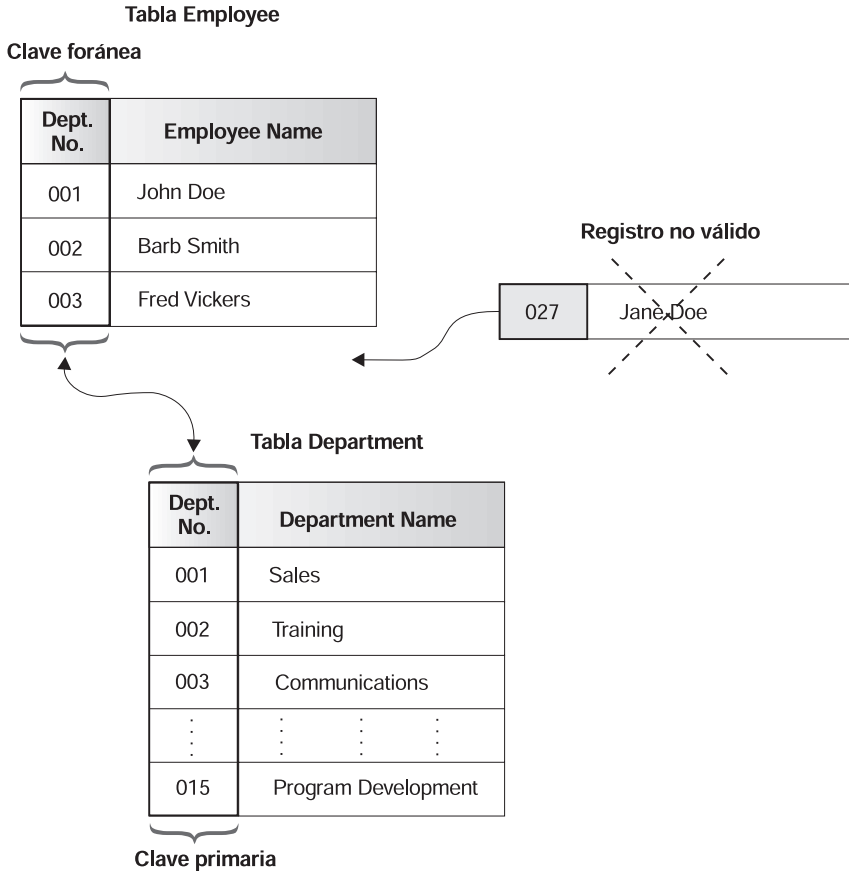 Tabla Employee
Clave foránea
Dept.
No.
Employee Name
001
John Doe
002
Barb Smith
003
Fred Vickers
Registro no válido
027
Jane Doe
Tabla Department
Dept.
No.
Department Name
001
Sales
002
Training
003
Communications
015
Program Development
Clave primaria